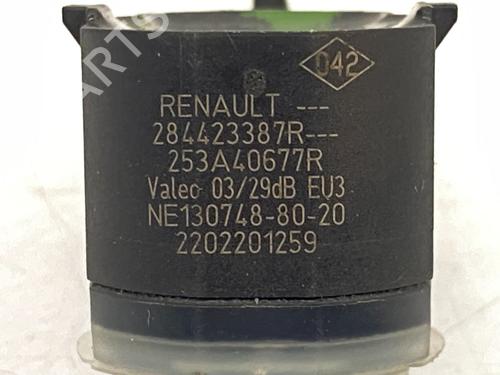 042
RENAULT ---
284423387R---
253A40677R
Valeo 03/29dB EU3
NE130748-80-20
2202201259